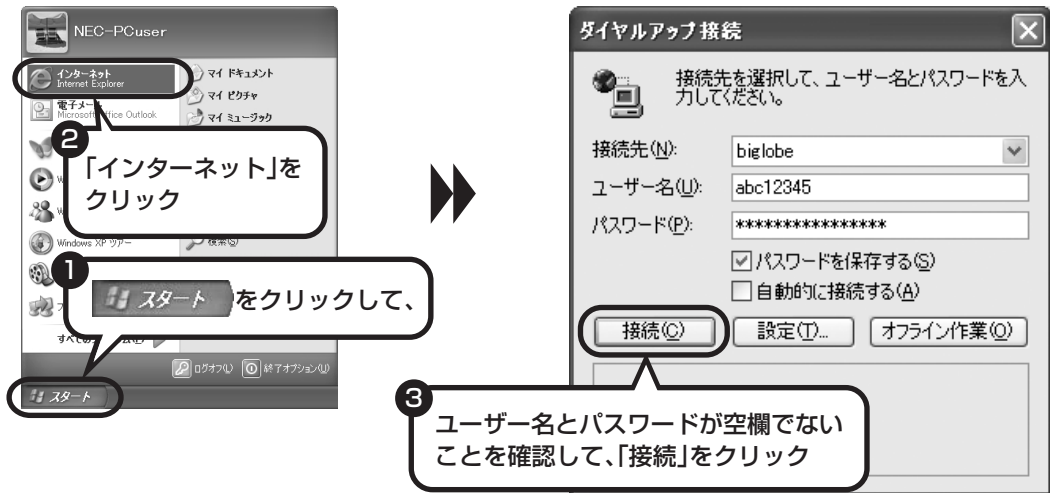 NEC-PCuser
インターネット
Internet Explorer
電子メール
Microsoft Office Outlook
マイ ドキュメント
マイ ピクチャ
マイ ミュージック
❷
「インターネット」を
クリック
Windows XP ツアー
検索(S)
❶
スタート をクリックして、
ログオフ(L)
終了オプション(U)
スタート
ダイヤルアップ接続
接続先を選択して、ユーザー名とパスワードを入
力してください。
接続先(N): biglobe
ユーザー名(U): abc12345
パスワード(P): ****************
パスワードを保存する(S)
自動的に接続する(A)
接続(C) 設定(T)... オフライン作業(O)
❸
ユーザー名とパスワードが空欄でない
ことを確認して、「接続」をクリック